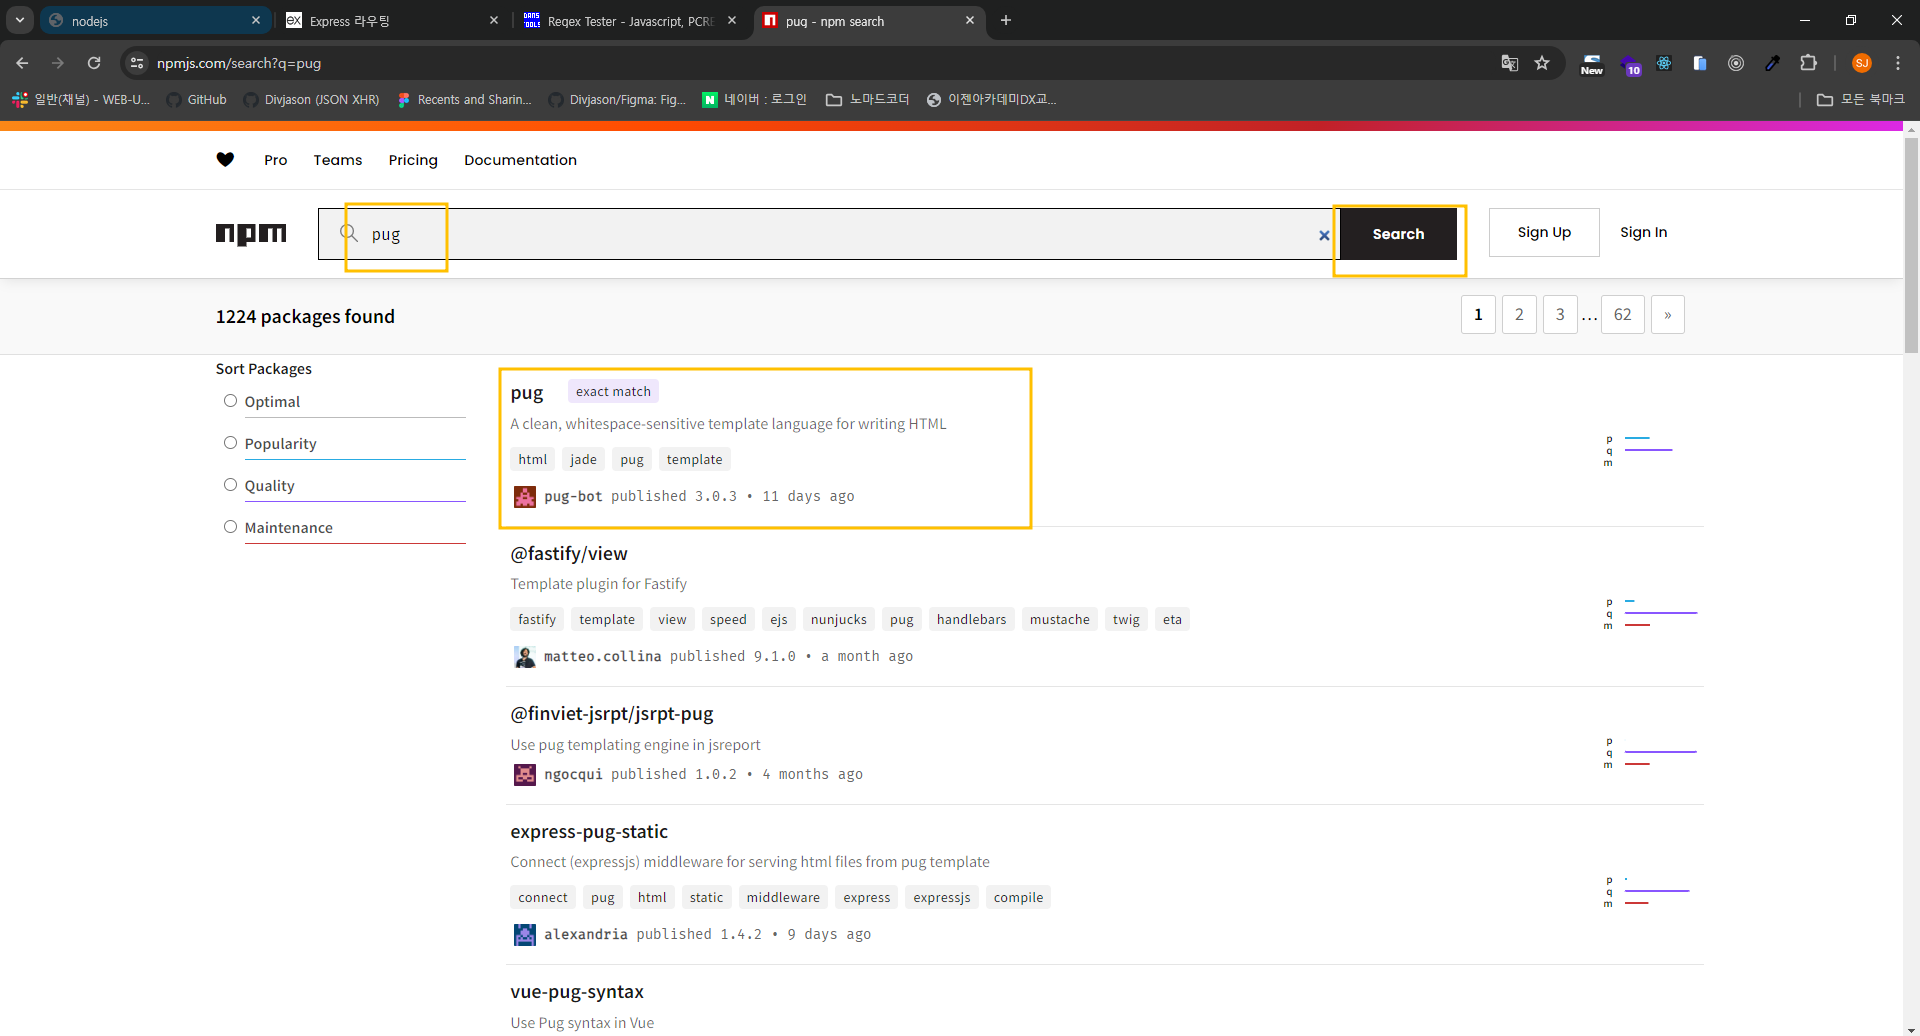 nodejs
Express 라우팅
Regex Tester - Javascript, PCRE
pug - npm search
npmjs.com/search?q=pug
New
10
SJ
일반(채널) - WEB-U...
GitHub
Divjason (JSON XHR)
Recents and Sharin...
Divjason/Figma: Fig...
네이버 : 로그인
노마드코더
이젠아카데미DX교...
모든 북마크
Pro
Teams
Pricing
Documentation
npm
pug
Search
Sign Up
Sign In
1224 packages found
1
2
3
...
62
»
Sort Packages
Optimal
Popularity
Quality
Maintenance
pug exact match
A clean, whitespace-sensitive template language for writing HTML
html jade pug template
pug-bot published 3.0.3 • 11 days ago
p
q
m
@fastify/view
Template plugin for Fastify
fastify template view speed ejs nunjucks pug handlebars mustache twig eta
matteo.collina published 9.1.0 • a month ago
p
q
m
@finviet-jsrpt/jsrpt-pug
Use pug templating engine in jsreport
ngocqui published 1.0.2 • 4 months ago
p
q
m
express-pug-static
Connect (expressjs) middleware for serving html files from pug template
connect pug html static middleware express expressjs compile
alexandria published 1.4.2 • 9 days ago
p
q
m
vue-pug-syntax
Use Pug syntax in Vue